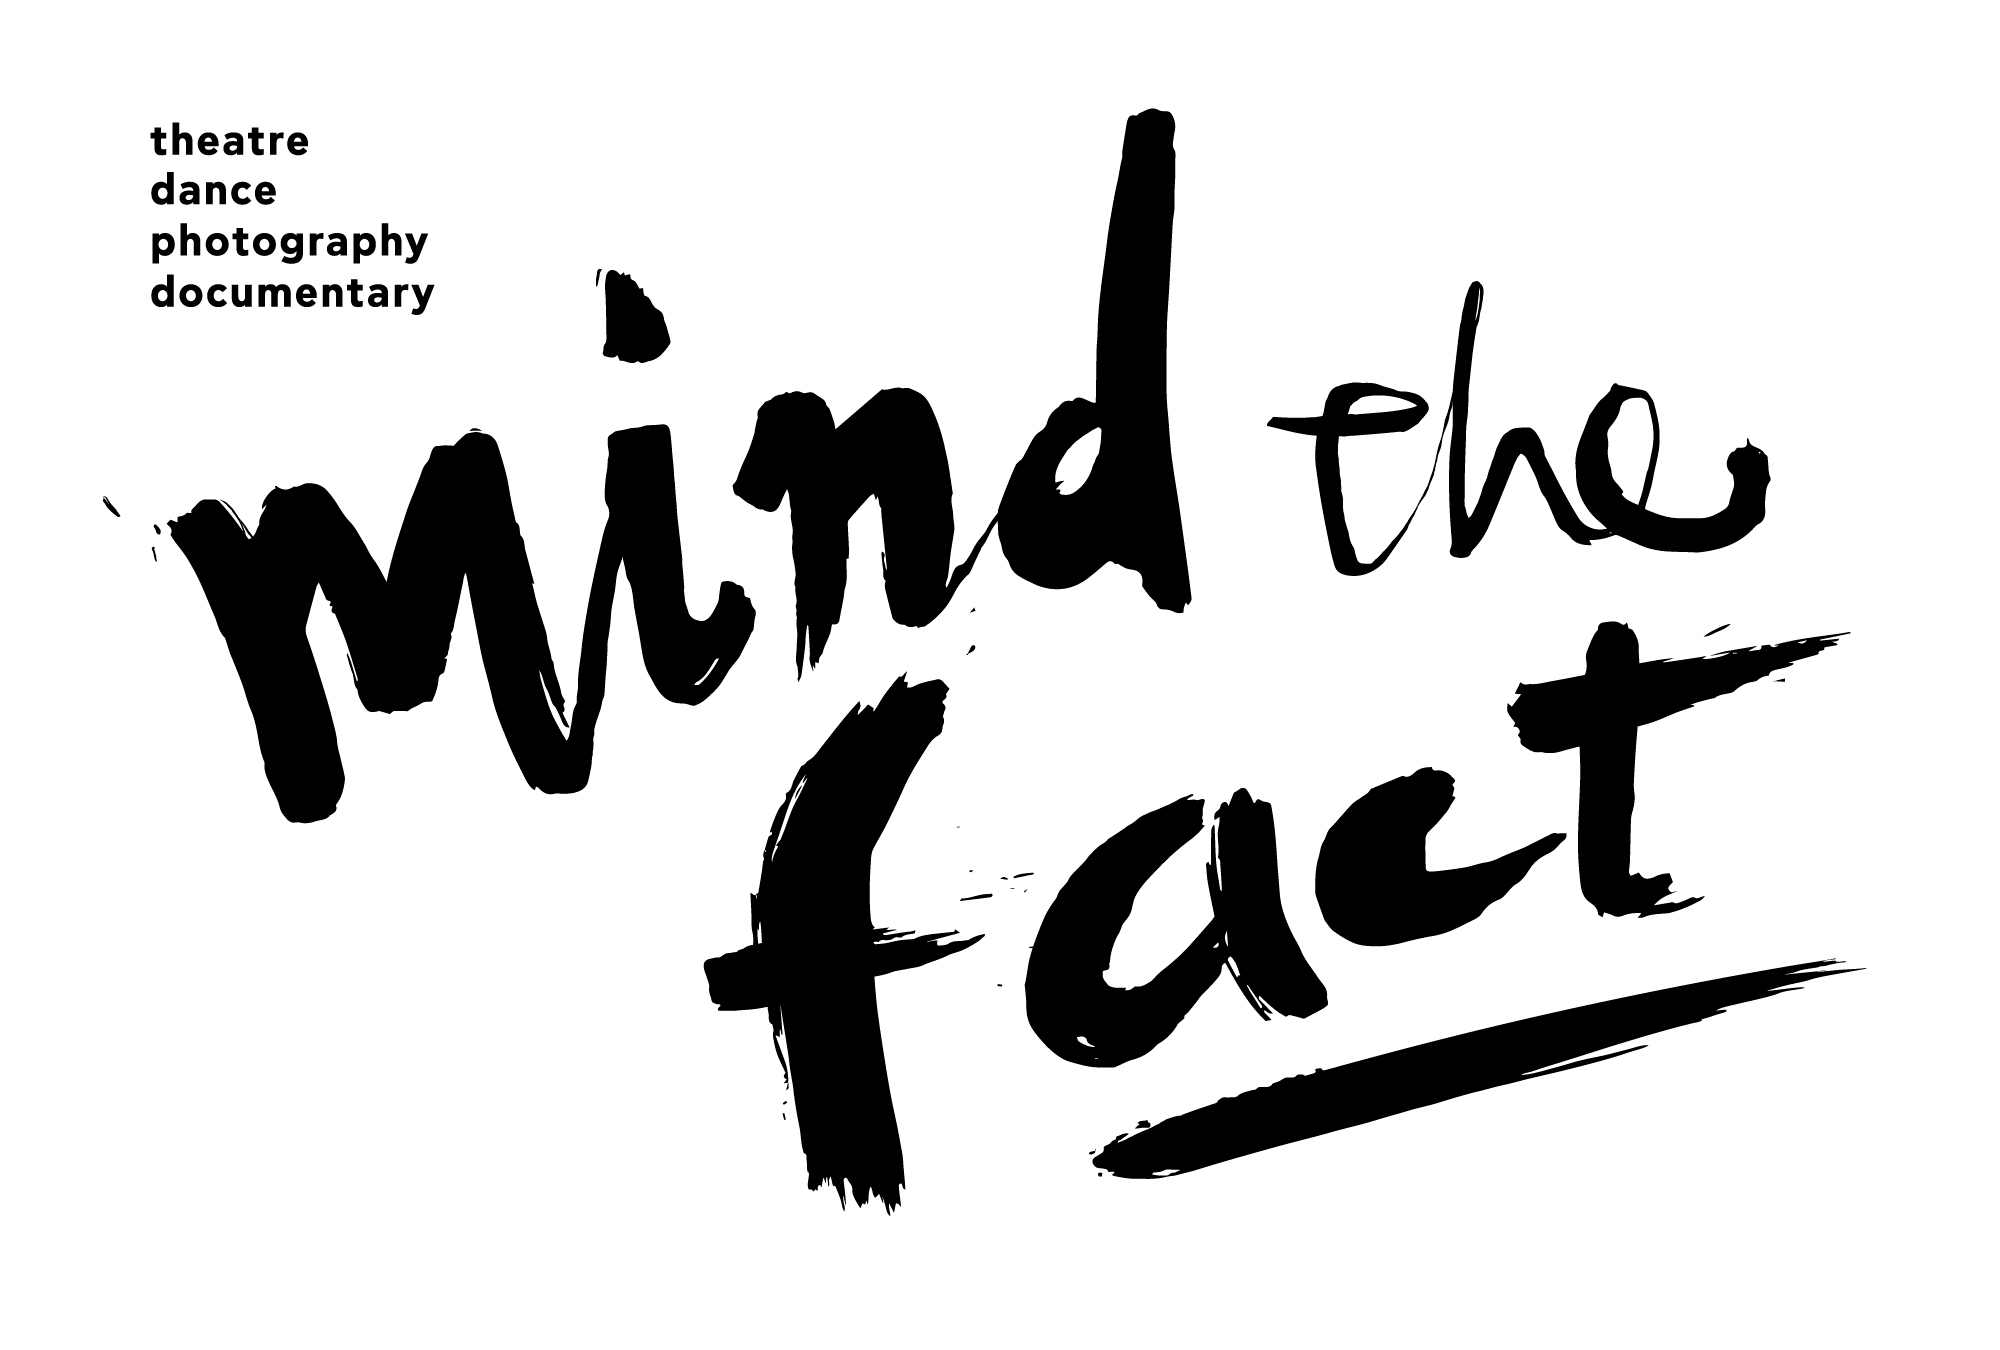 theatre
dance
photography
documentary
mind the
fact